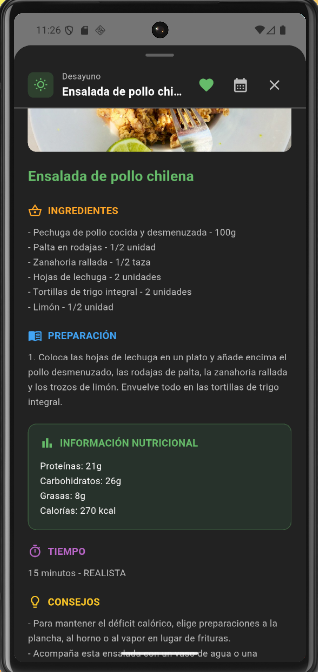 11:26
Desayuno
Ensalada de pollo chi...
Ensalada de pollo chilena
INGREDIENTES
- Pechuga de pollo cocida y desmenuzada - 100g
- Palta en rodajas - 1/2 unidad
- Zanahoria rallada - 1/2 taza
- Hojas de lechuga - 2 unidades
- Tortillas de trigo integral - 2 unidades
- Limón - 1/2 unidad
PREPARACIÓN
1. Coloca las hojas de lechuga en un plato y añade encima el
pollo desmenuzado, las rodajas de palta, la zanahoria rallada
y los trozos de limón. Envuelve todo en las tortillas de trigo
integral.
INFORMACIÓN NUTRICIONAL
Proteínas: 21g
Carbohidratos: 26g
Grasas: 8g
Calorías: 270 kcal
TIEMPO
15 minutos - REALISTA
CONSEJOS
- Para mantener el déficit calórico, elige preparaciones a la
plancha, al horno o al vapor en lugar de frituras.
- Acompaña esta ensalada con un vaso de agua o una